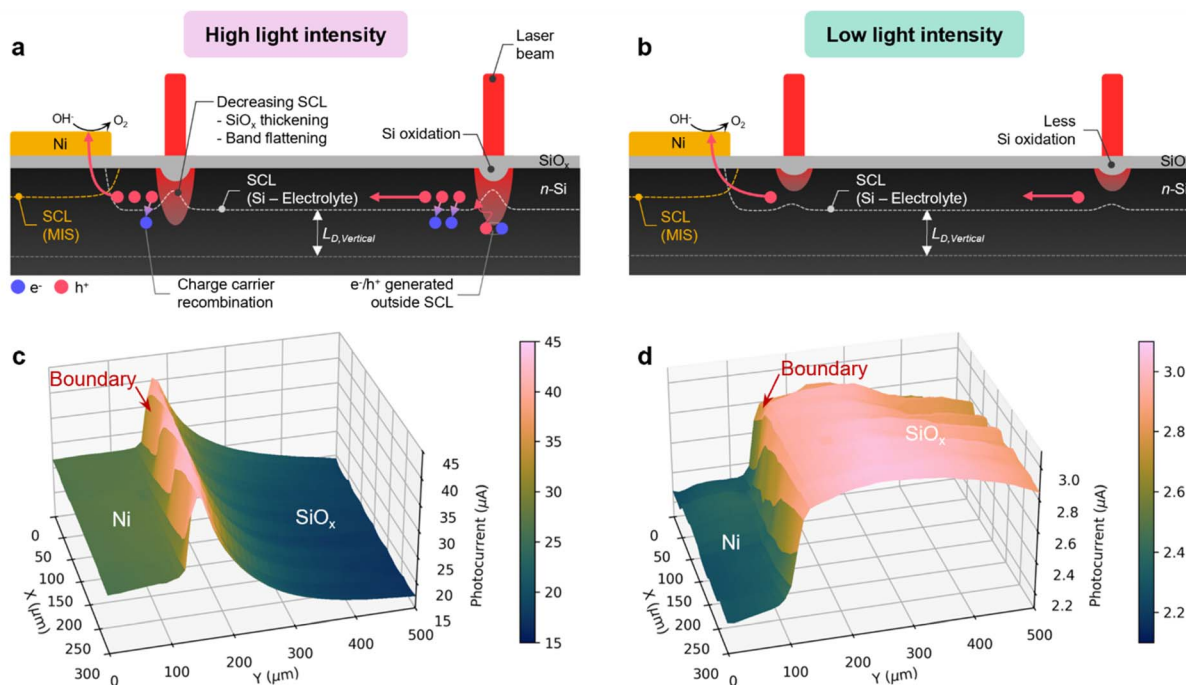 a
High light intensity
Laser
beam
Decreasing SCL
- SiOₓ thickening
- Band flattening
Si oxidation
OH⁻
O₂
Ni
SiOₓ
n-Si
SCL
(MIS)
SCL
(Si – Electrolyte)
L_D,Vertical
e⁻
h⁺
Charge carrier
recombination
e⁻/h⁺ generated
outside SCL
b
Low light intensity
Less
Si oxidation
OH⁻
O₂
Ni
SiO
n-Si
SCL
(MIS)
SCL
(Si – Electrolyte)
L_D,Vertical
c
Boundary
Ni
SiOₓ
0
50
100
150
200
250
300
X (μm)
0
100
200
300
400
500
Y (μm)
45
40
35
30
25
20
15
Photocurrent (μA)
45
40
35
30
25
20
15
d
Boundary
Ni
SiOₓ
0
50
100
150
200
250
300
X (μm)
0
100
200
300
400
500
Y (μm)
3.0
2.8
2.6
2.4
2.2
Photocurrent (μA)
3.0
2.8
2.6
2.4
2.2